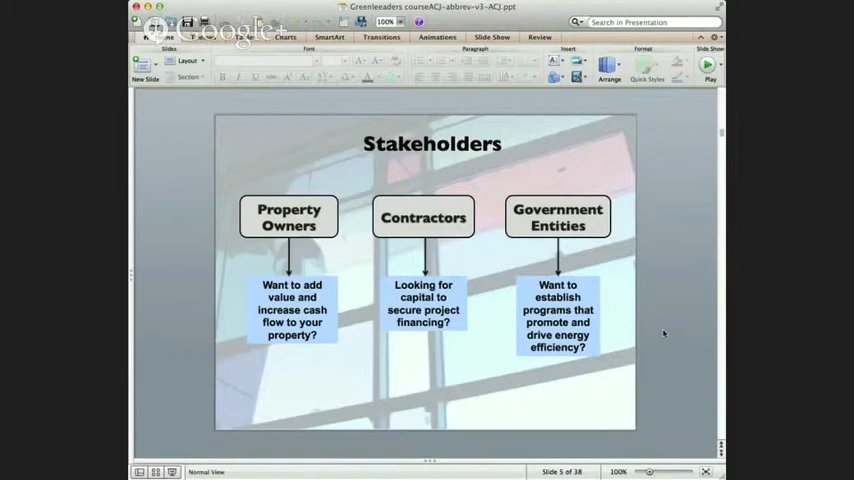 Greenleeaders courseACJ-abbrev-v3-ACJ.ppt
100%
Search in Presentation
Google+
Charts
SmartArt
Transitions
Animations
Slide Show
Review
Slides
Font
Paragraph
Insert
Format
Slide Show
New Slide
Layout
Section
Arrange
Quick Styles
Play
Stakeholders
Property
Owners
Contractors
Government
Entities
Want to add
value and
increase cash
flow to your
property?
Looking for
capital to
secure project
financing?
Want to
establish
programs that
promote and
drive energy
efficiency?
Normal View
Slide 5 of 38
100%